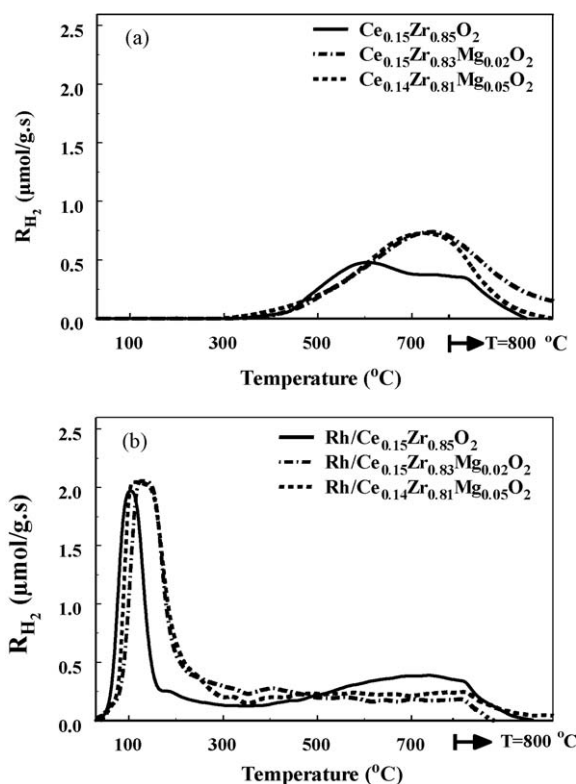 (a)
Ce0.15Zr0.85O2
Ce0.15Zr0.83Mg0.02O2
Ce0.14Zr0.81Mg0.05O2
2.5
2.0
1.5
1.0
0.5
0.0
RH2 (μmol/g.s)
100 300 500 700 T=800 °C
Temperature (°C)
(b)
Rh/Ce0.15Zr0.85O2
Rh/Ce0.15Zr0.83Mg0.02O2
Rh/Ce0.14Zr0.81Mg0.05O2
2.5
2.0
1.5
1.0
0.5
0.0
RH2 (μmol/g.s)
100 300 500 700 T=800 °C
Temperature (°C)